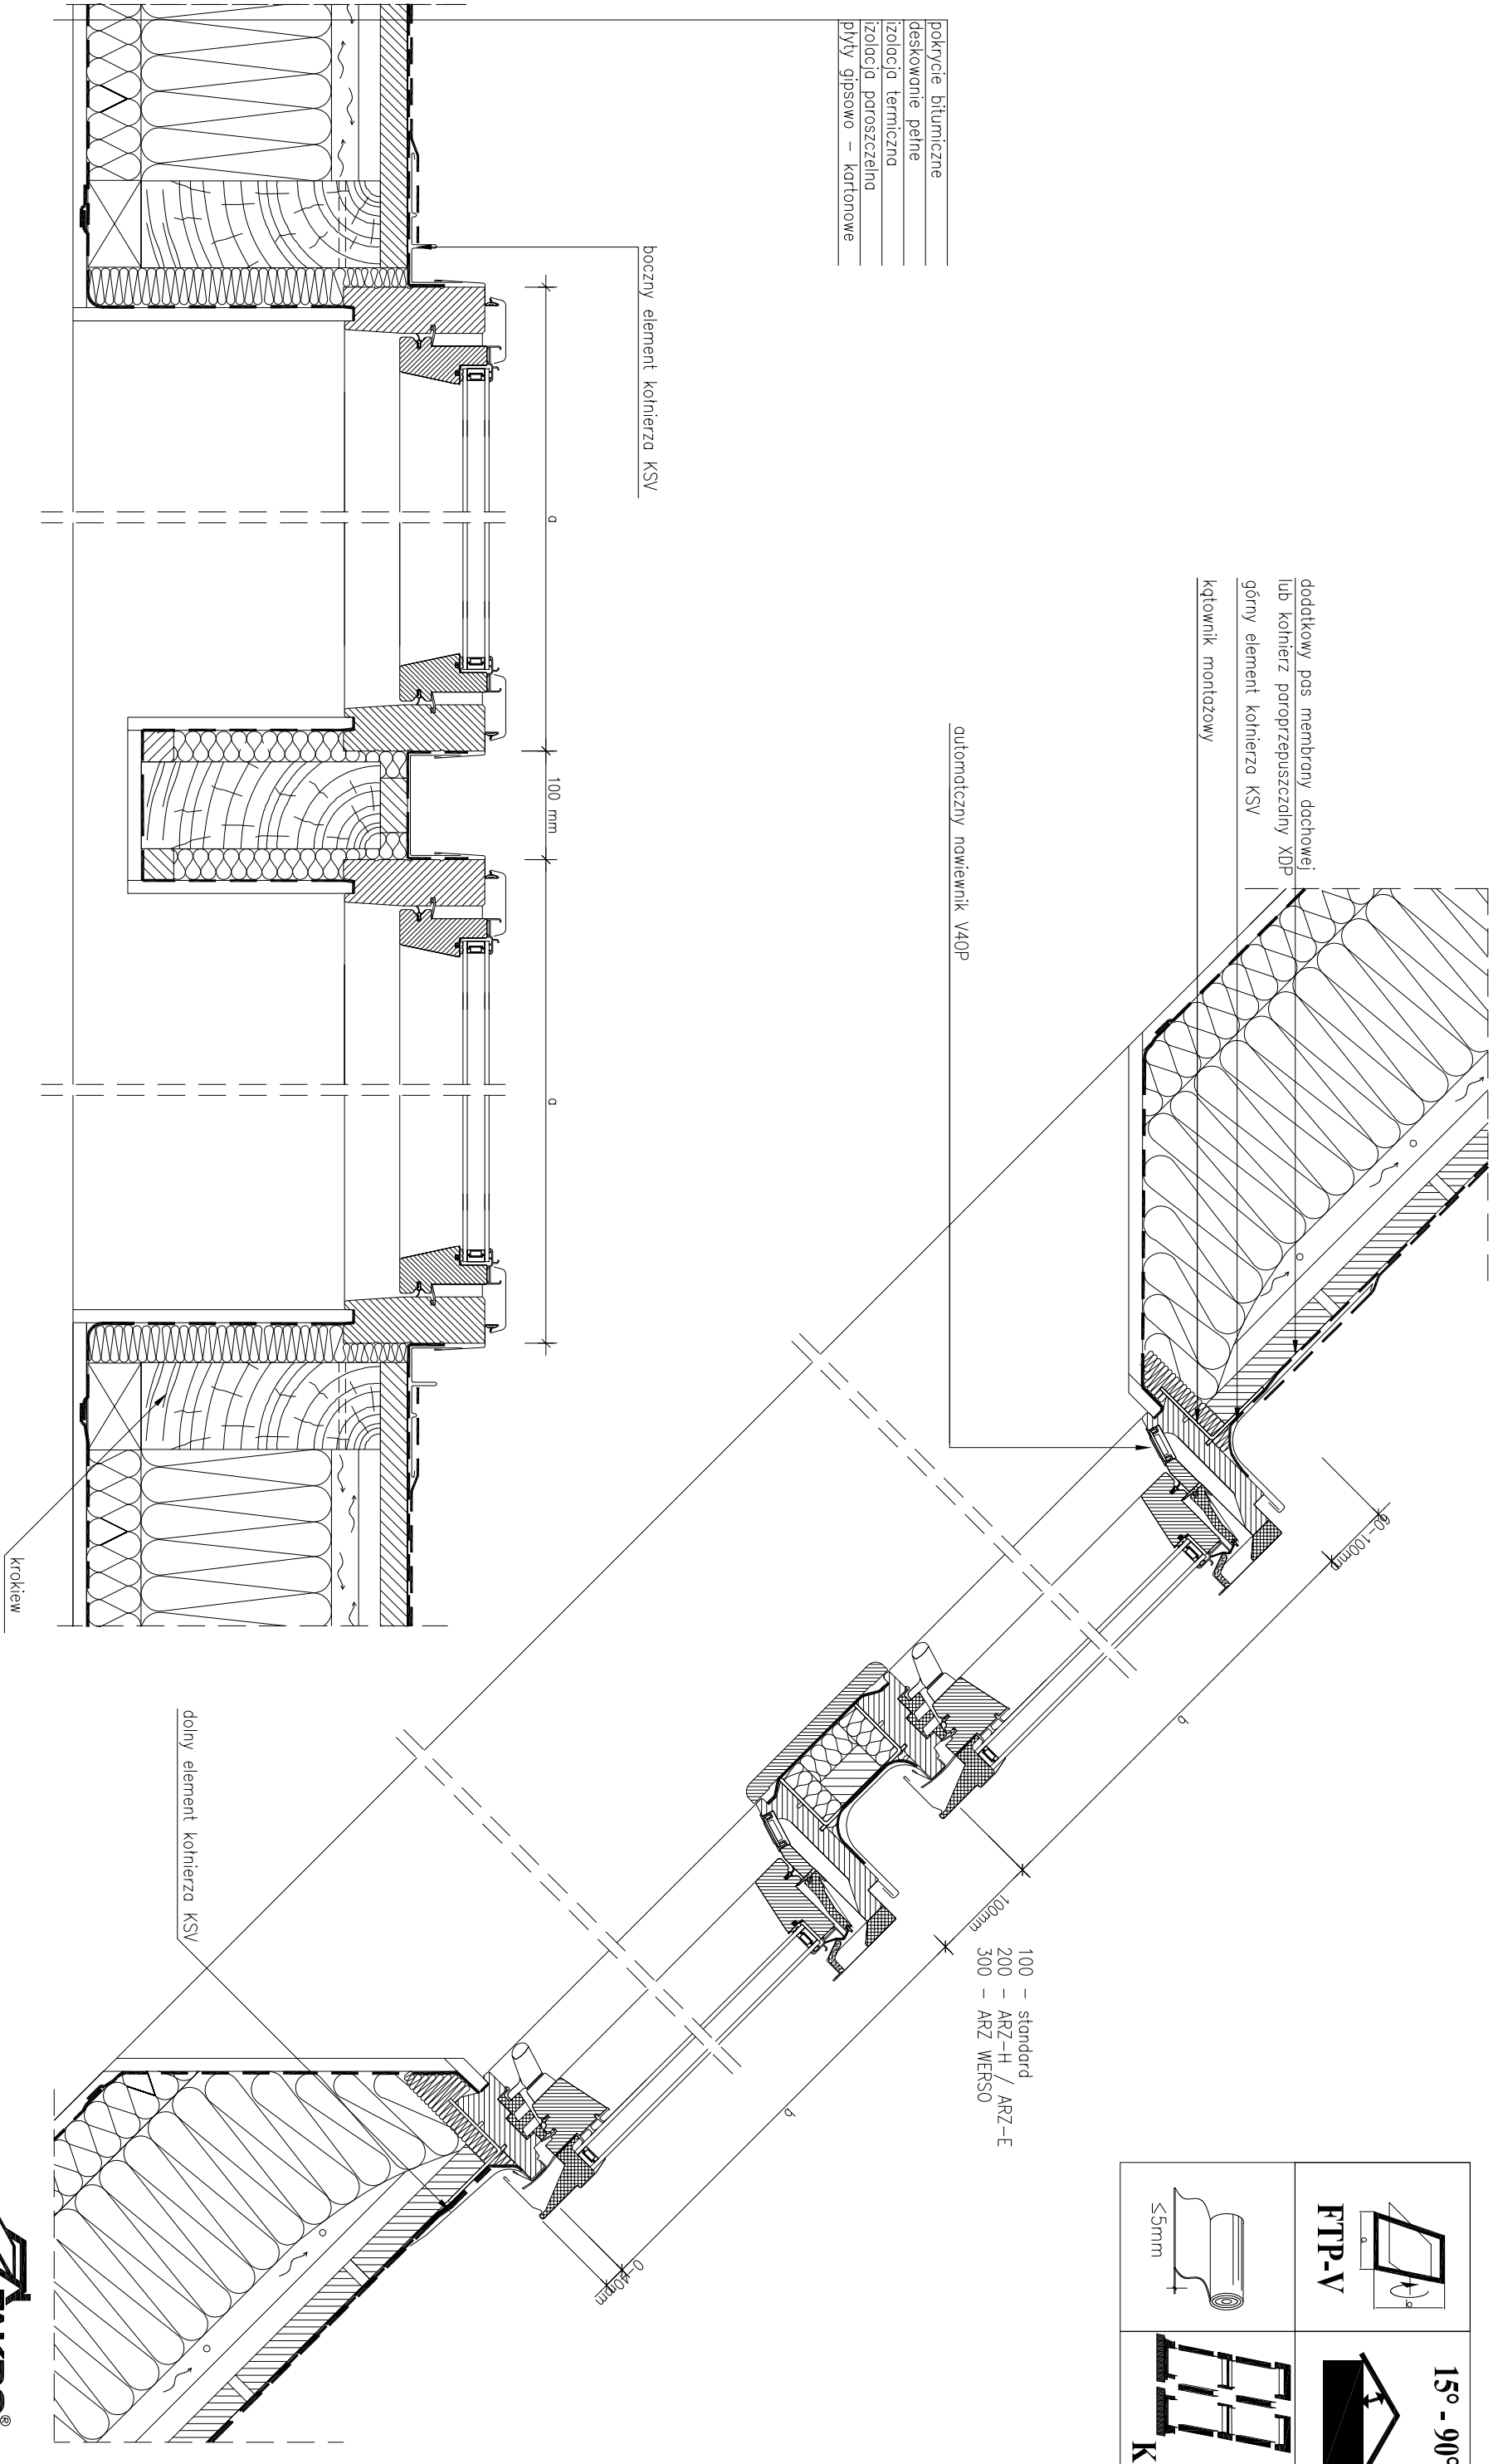 pokrycie bitumiczne
deskowanie pełne
izolacja termiczna
izolacja paroszczelna
płyty gipsowo – kartonowe
boczny element kołnierza KSV
dodatkowy pas membrany dachowej
lub kołnierz paroprzepuszczalny XDP
górny element kołnierza KSV
kątownik montażowy
automatczny nawiewnik V40P
a
100 mm
a
60-100mm
b
100mm
100 - standard
200 - ARZ-H / ARZ-E
300 - ARZ WERSO
b
0-40mm
krokiew
dolny element kołnierza KSV
FTP-V
a
b
15° - 90°
≤5mm
K